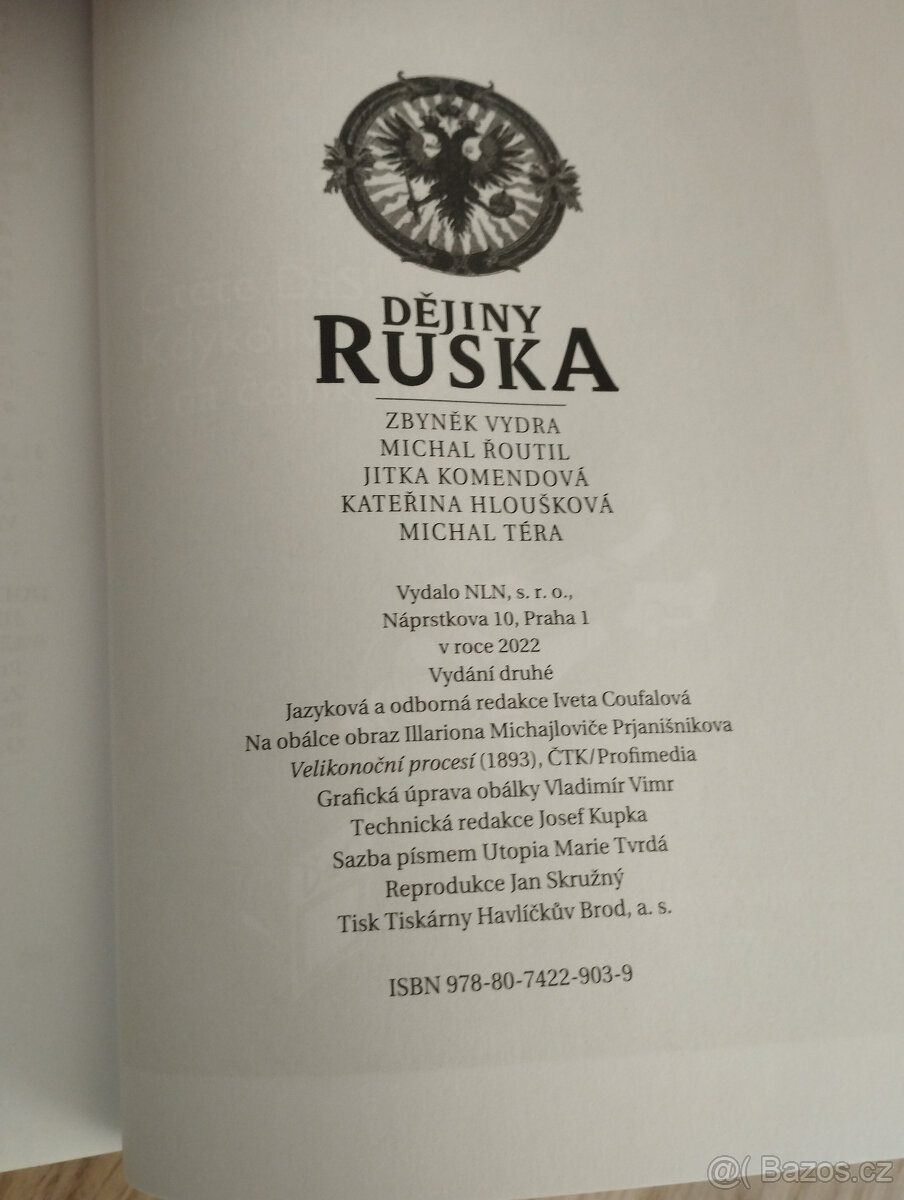 DĚJINY
RUSKA
ZBYNĚK VYDRA
MICHAL ŘOUTIL
JITKA KOMENDOVÁ
KATEŘINA HLOUŠKOVÁ
MICHAL TÉRA
Vydalo NLN, s. r. o.,
Náprstkova 10, Praha 1
v roce 2022
Vydání druhé
Jazyková a odborná redakce Iveta Coufalová
Na obálce obraz Illariona Michajloviče Prjanišnikova
Velikonoční procesí (1893), ČTK/Profimedia
Grafická úprava obálky Vladimír Vimr
Technická redakce Josef Kupka
Sazba písmem Utopia Marie Tvrdá
Reprodukce Jan Skružný
Tisk Tiskárny Havlíčkův Brod, a. s.
ISBN 978-80-7422-903-9
@( Bazos.cz